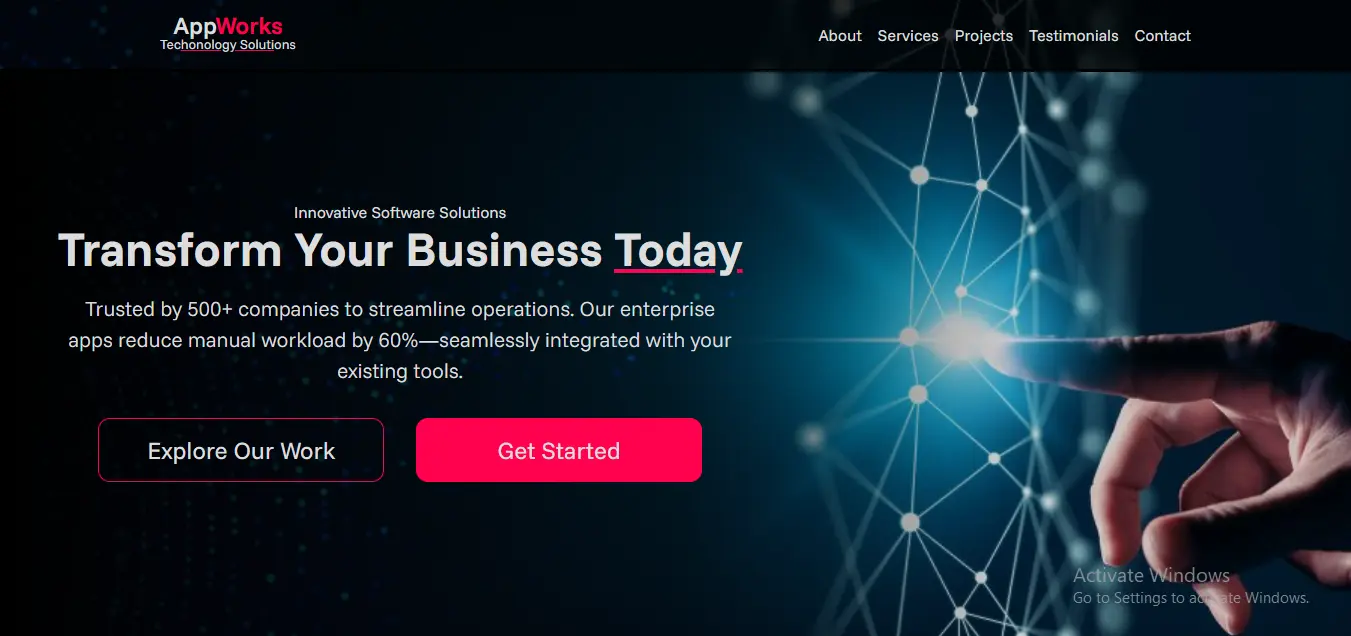 AppWorks
Techonology Solutions
About Services Projects Testimonials Contact
Innovative Software Solutions
Transform Your Business Today
Trusted by 500+ companies to streamline operations. Our enterprise
apps reduce manual workload by 60%—seamlessly integrated with your
existing tools.
Explore Our Work
Get Started
Activate Windows
Go to Settings to activate Windows.